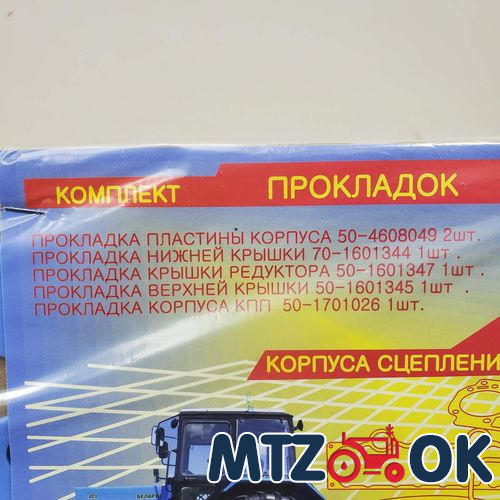 КОМПЛЕКТ ПРОКЛАДОК
ПРОКЛАДКА ПЛАСТИНЫ КОРПУСА 50-4608049 2шт.
ПРОКЛАДКА НИЖНЕЙ КРЫШКИ 70-1601344 1шт .
ПРОКЛАДКА КРЫШКИ РЕДУКТОРА 50-1601347 1шт.
ПРОКЛАДКА ВЕРХНЕЙ КРЫШКИ 50-1601345 1шт.
ПРОКЛАДКА КОРПУСА КПП 50-1701026 1шт.
КОРПУСА СЦЕПЛЕНИ
MTZ OK